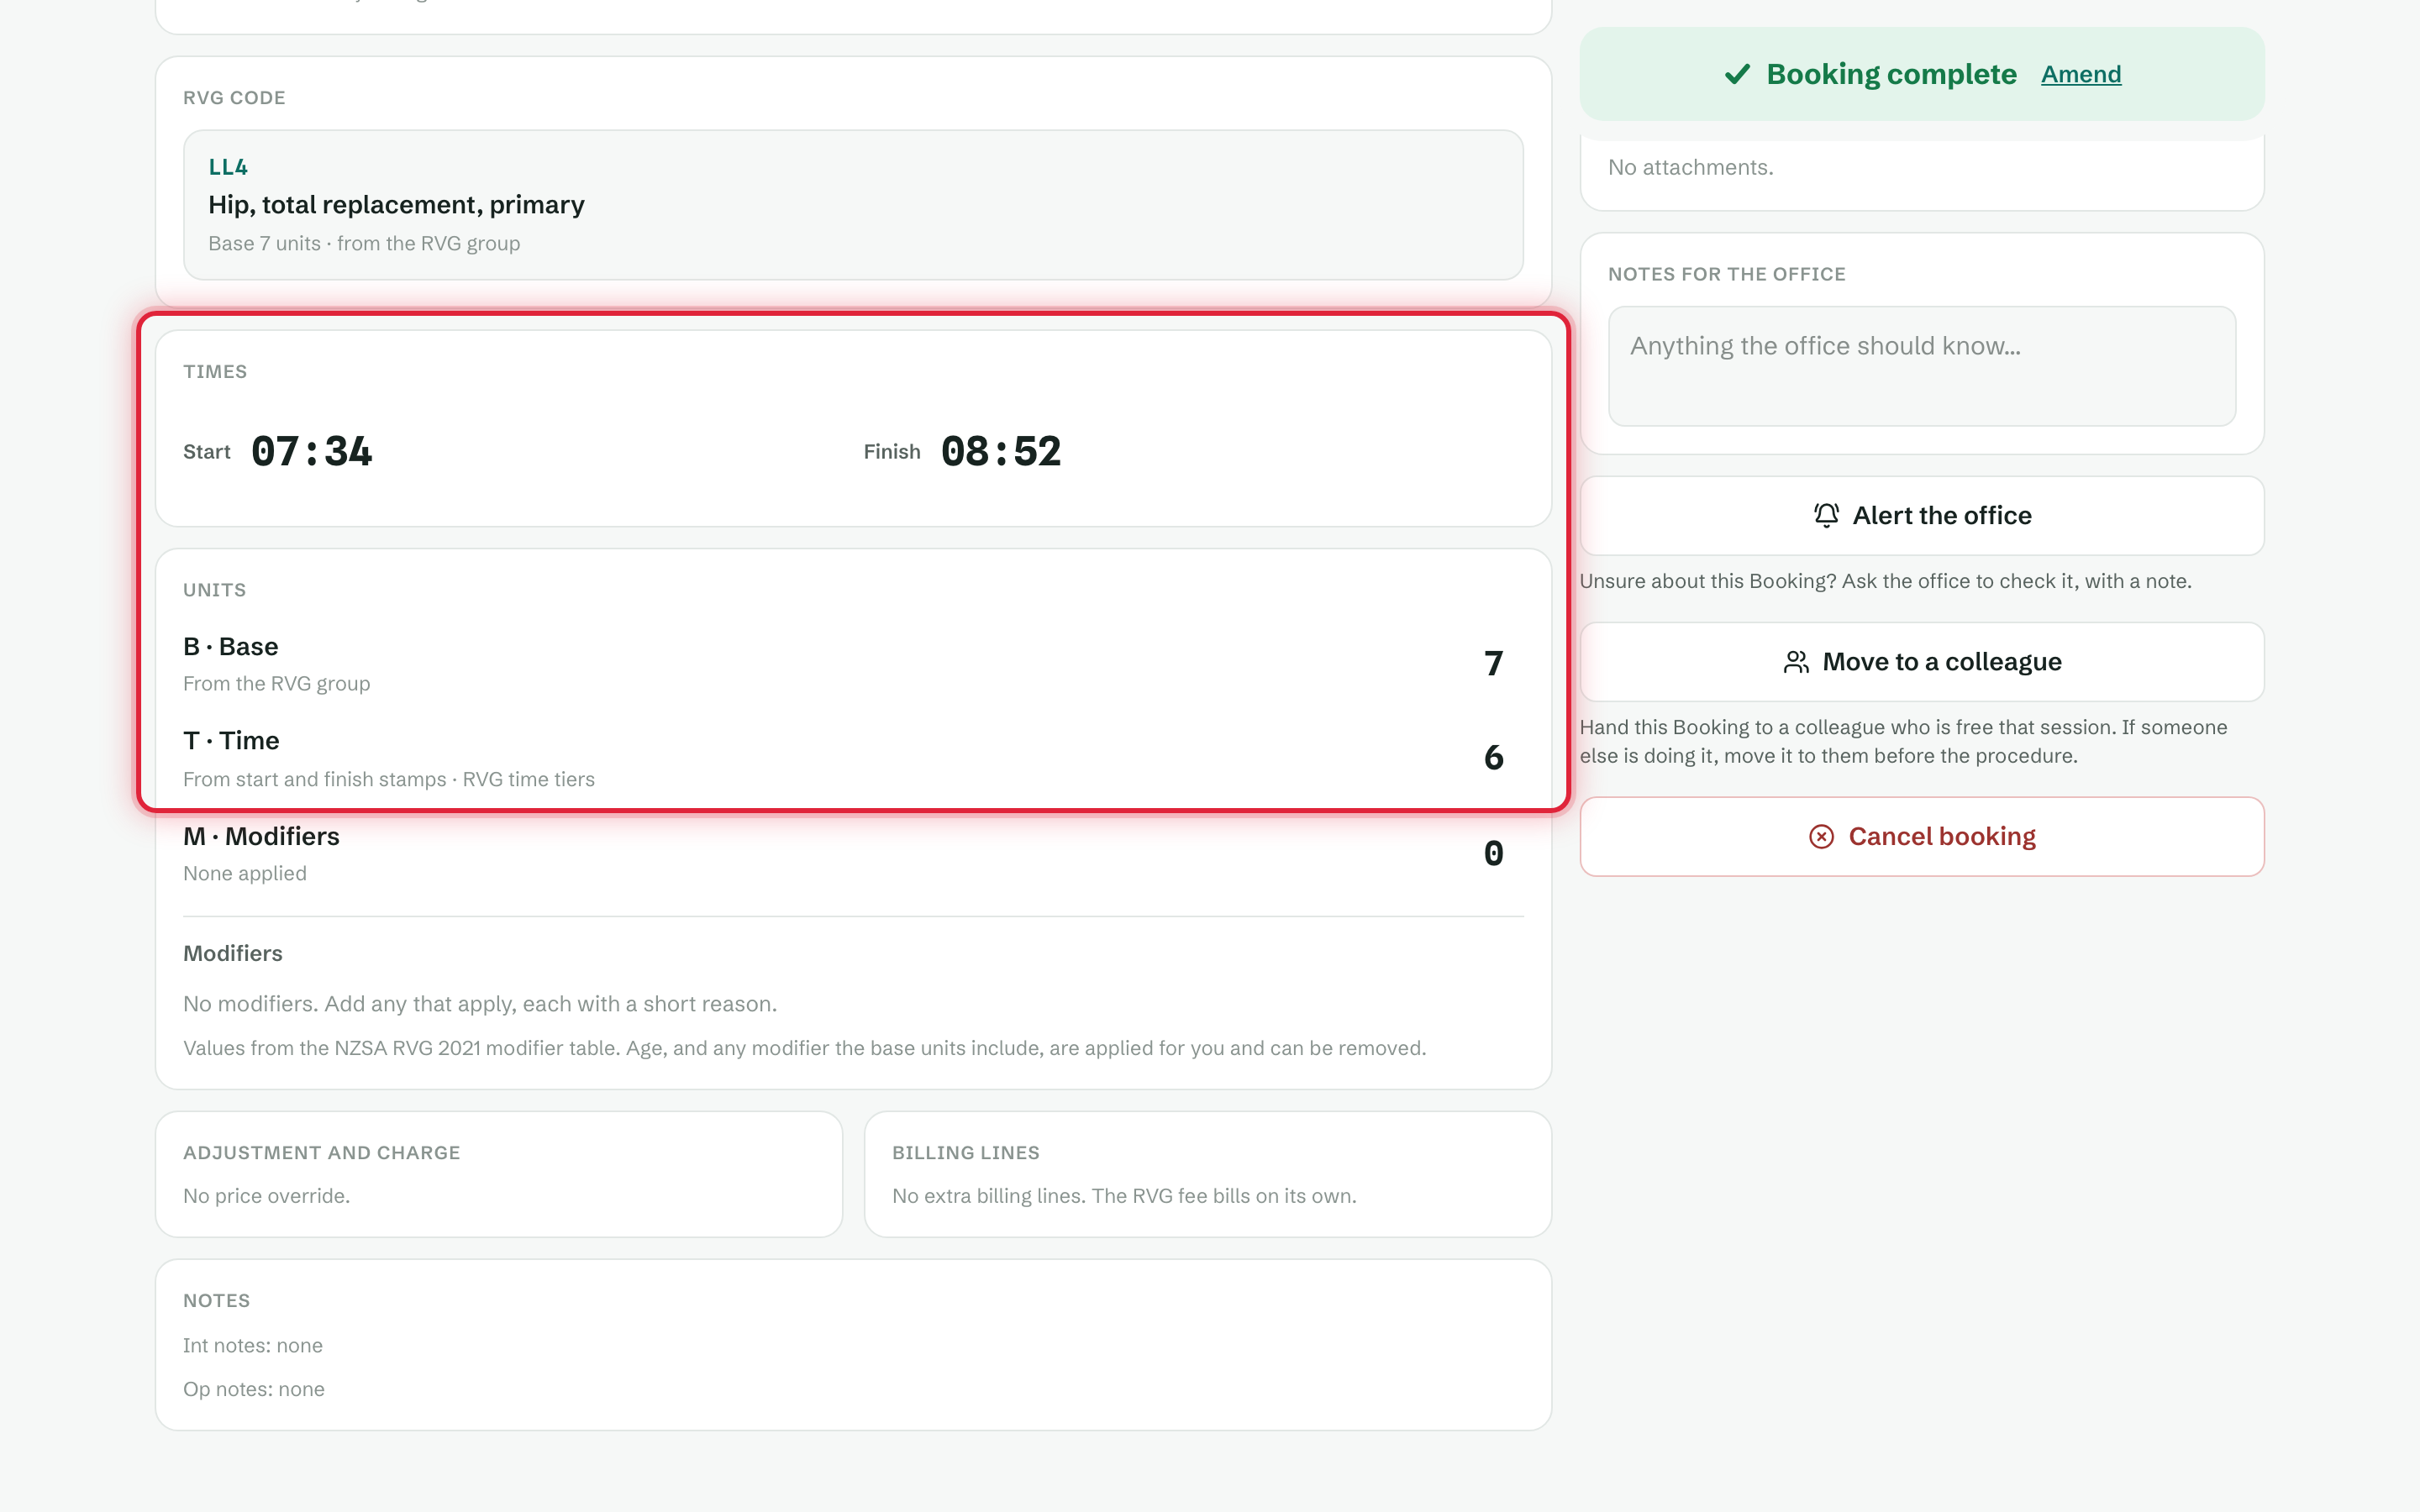 RVG CODE
LL4
Hip, total replacement, primary
Base 7 units · from the RVG group
TIMES
Start 07:34
Finish 08:52
UNITS
B · Base
From the RVG group
7
T · Time
From start and finish stamps · RVG time tiers
6
M · Modifiers
None applied
0
Modifiers
No modifiers. Add any that apply, each with a short reason.
Values from the NZSA RVG 2021 modifier table. Age, and any modifier the base units include, are applied for you and can be removed.
ADJUSTMENT AND CHARGE
No price override.
BILLING LINES
No extra billing lines. The RVG fee bills on its own.
NOTES
Int notes: none
Op notes: none
Booking complete Amend
No attachments.
NOTES FOR THE OFFICE
Anything the office should know...
Alert the office
Unsure about this Booking? Ask the office to check it, with a note.
Move to a colleague
Hand this Booking to a colleague who is free that session. If someone
else is doing it, move it to them before the procedure.
Cancel booking